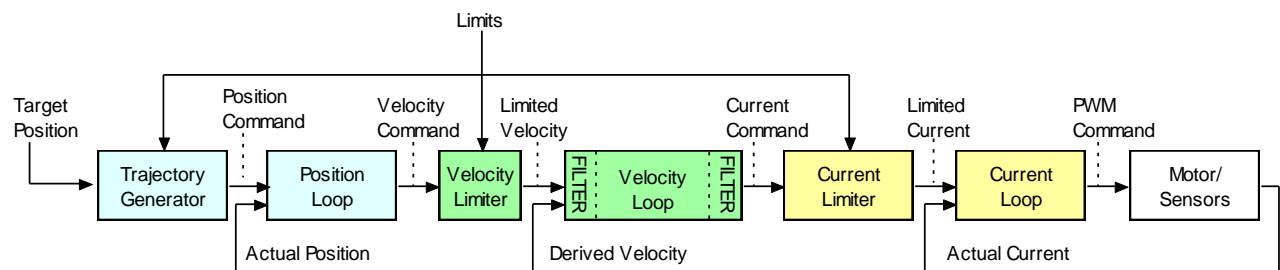 Limits
Target
Position
Position
Command
Velocity
Command
Limited
Velocity
Current
Command
Limited
Current
PWM
Command
Trajectory
Generator
Position
Loop
Velocity
Limiter
FILTER
Velocity
Loop
FILTER
Current
Limiter
Current
Loop
Motor/
Sensors
Actual Position
Derived Velocity
Actual Current